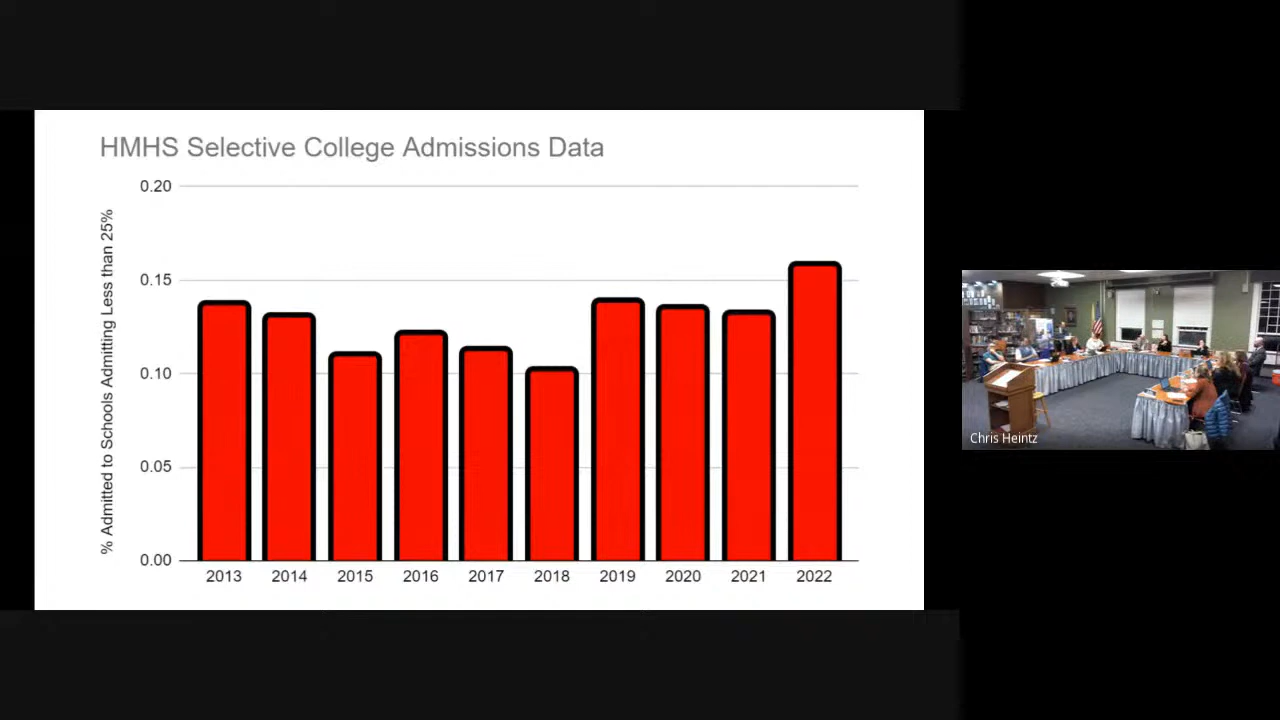 HMHS Selective College Admissions Data
% Admitted to Schools Admitting Less than 25%
0.20
0.15
0.10
0.05
0.00
2013 2014 2015 2016 2017 2018 2019 2020 2021 2022
Chris Heintz